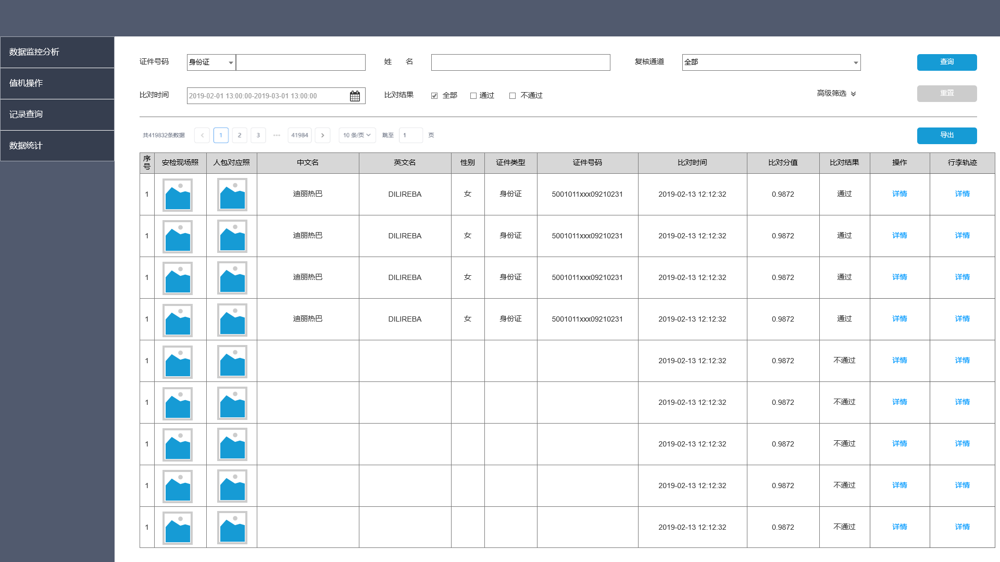 数据监控分析
值机操作
记录查询
数据统计
证件号码 身份证 姓 名 复核通道 全部 查询
比对时间 2019-02-01 13:00:00-2019-03-01 13:00:00 比对结果 全部 通过 不通过 高级筛选 重置
共419832条数据 1 2 3 ••• 41984 10 条/页 跳至 1 页 导出
序号 安检现场照 人包对应照 中文名 英文名 性别 证件类型 证件号码 比对时间 比对分值 比对结果 操作 行李轨迹
1 迪丽热巴 DILIREBA 女 身份证 5001011xxx09210231 2019-02-13 12:12:32 0.9872 通过 详情 详情
1 迪丽热巴 DILIREBA 女 身份证 5001011xxx09210231 2019-02-13 12:12:32 0.9872 通过 详情 详情
1 迪丽热巴 DILIREBA 女 身份证 5001011xxx09210231 2019-02-13 12:12:32 0.9872 通过 详情 详情
1 迪丽热巴 DILIREBA 女 身份证 5001011xxx09210231 2019-02-13 12:12:32 0.9872 通过 详情 详情
1 2019-02-13 12:12:32 0.9872 不通过 详情 详情
1 2019-02-13 12:12:32 0.9872 不通过 详情 详情
1 2019-02-13 12:12:32 0.9872 不通过 详情 详情
1 2019-02-13 12:12:32 0.9872 不通过 详情 详情
1 2019-02-13 12:12:32 0.9872 不通过 详情 详情